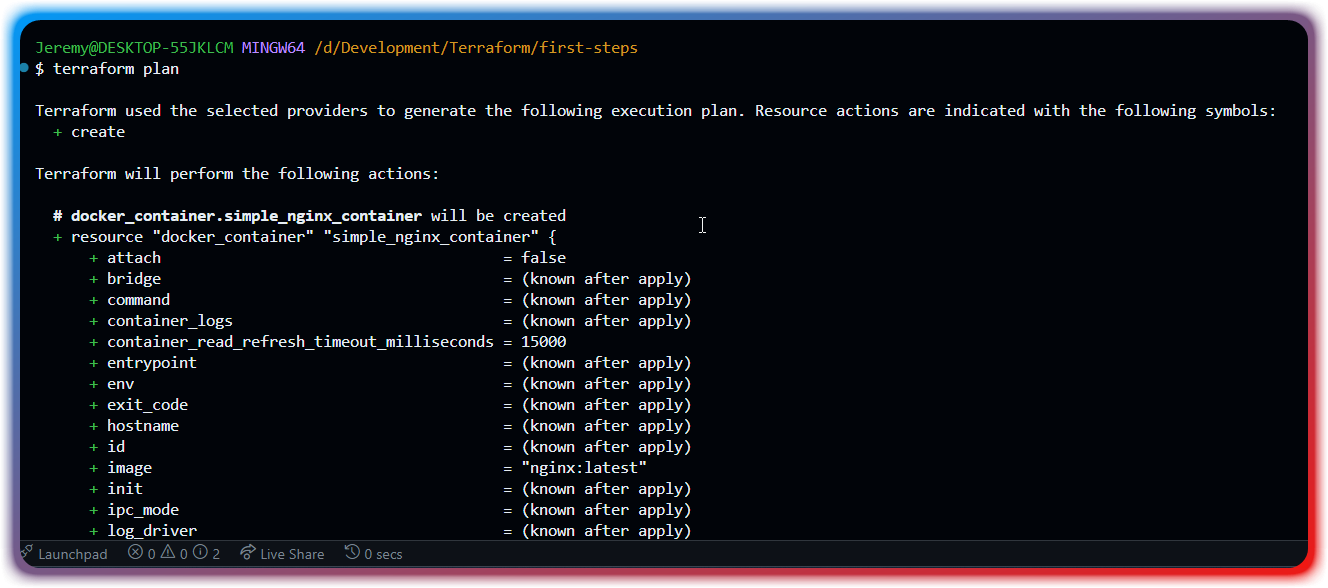 Jeremy@DESKTOP-55JKLCM MINGW64 /d/Development/Terraform/first-steps
$ terraform plan
Terraform used the selected providers to generate the following execution plan. Resource actions are indicated with the following symbols:
+ create
Terraform will perform the following actions:
# docker_container.simple_nginx_container will be created
+ resource "docker_container" "simple_nginx_container" {
+ attach = false
+ bridge = (known after apply)
+ command = (known after apply)
+ container_logs = (known after apply)
+ container_read_refresh_timeout_milliseconds = 15000
+ entrypoint = (known after apply)
+ env = (known after apply)
+ exit_code = (known after apply)
+ hostname = (known after apply)
+ id = (known after apply)
+ image = "nginx:latest"
+ init = (known after apply)
+ ipc_mode = (known after apply)
+ log_driver = (known after apply)
Launchpad 0 0 2 Live Share 0 secs